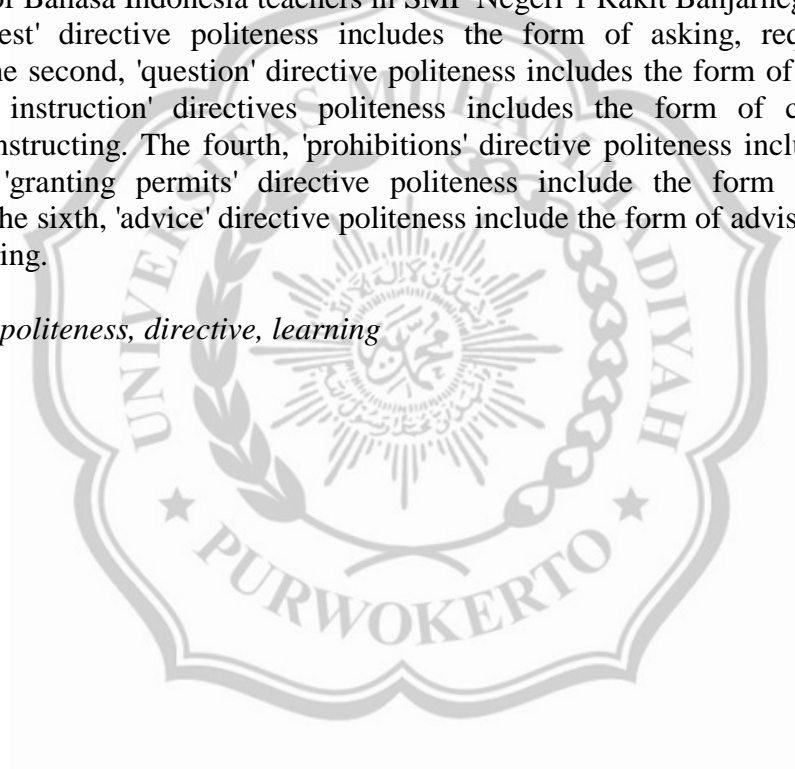 of Bahasa Indonesia teachers in SMP Negeri 1 Rakit Banjarneg
est' directive politeness includes the form of asking, req
he second, 'question' directive politeness includes the form of
instruction' directives politeness includes the form of c
nstructing. The fourth, 'prohibitions' directive politeness inclu
'granting permits' directive politeness include the form
he sixth, 'advice' directive politeness include the form of advis
ing.
politeness, directive, learning
UNIVERSITAS MUHAMMADIYAH
PURWOKERTO